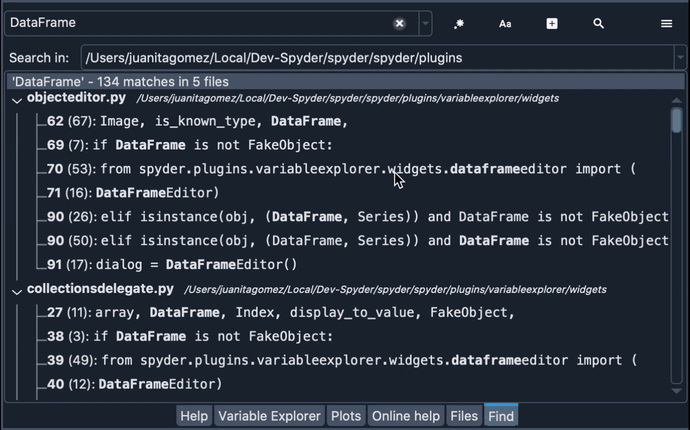 DataFrame
Aa
Search in: /Users/juanitagomez/Local/Dev-Spyder/spyder/spyder/plugins
'DataFrame' - 134 matches in 5 files
objecteditor.py /Users/juanitagomez/Local/Dev-Spyder/spyder/spyder/plugins/variableexplorer/widgets
62 (67): Image, is_known_type, DataFrame,
69 (7): if DataFrame is not FakeObject:
70 (53): from spyder.plugins.variableexplorer.widgets.dataframeeditor import (
71 (16): DataFrameEditor)
90 (26): elif isinstance(obj, (DataFrame, Series)) and DataFrame is not FakeObject
90 (50): elif isinstance(obj, (DataFrame, Series)) and DataFrame is not FakeObject
91 (17): dialog = DataFrameEditor()
collectionsdelegate.py /Users/juanitagomez/Local/Dev-Spyder/spyder/spyder/plugins/variableexplorer/widgets
27 (11): array, DataFrame, Index, display_to_value, FakeObject,
38 (3): if DataFrame is not FakeObject:
39 (49): from spyder.plugins.variableexplorer.widgets.dataframeeditor import (
40 (12): DataFrameEditor)
Help Variable Explorer Plots Online help Files Find